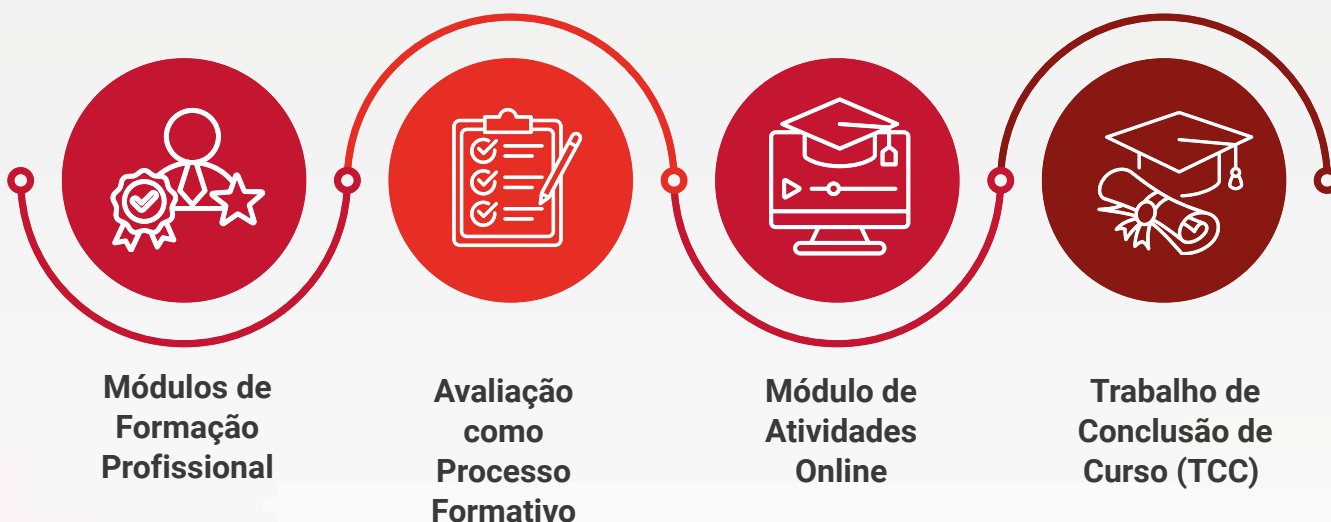 Módulos de
Formação
Profissional
Avaliação
como
Processo
Formativo
Módulo de
Atividades
Online
Trabalho de
Conclusão de
Curso (TCC)